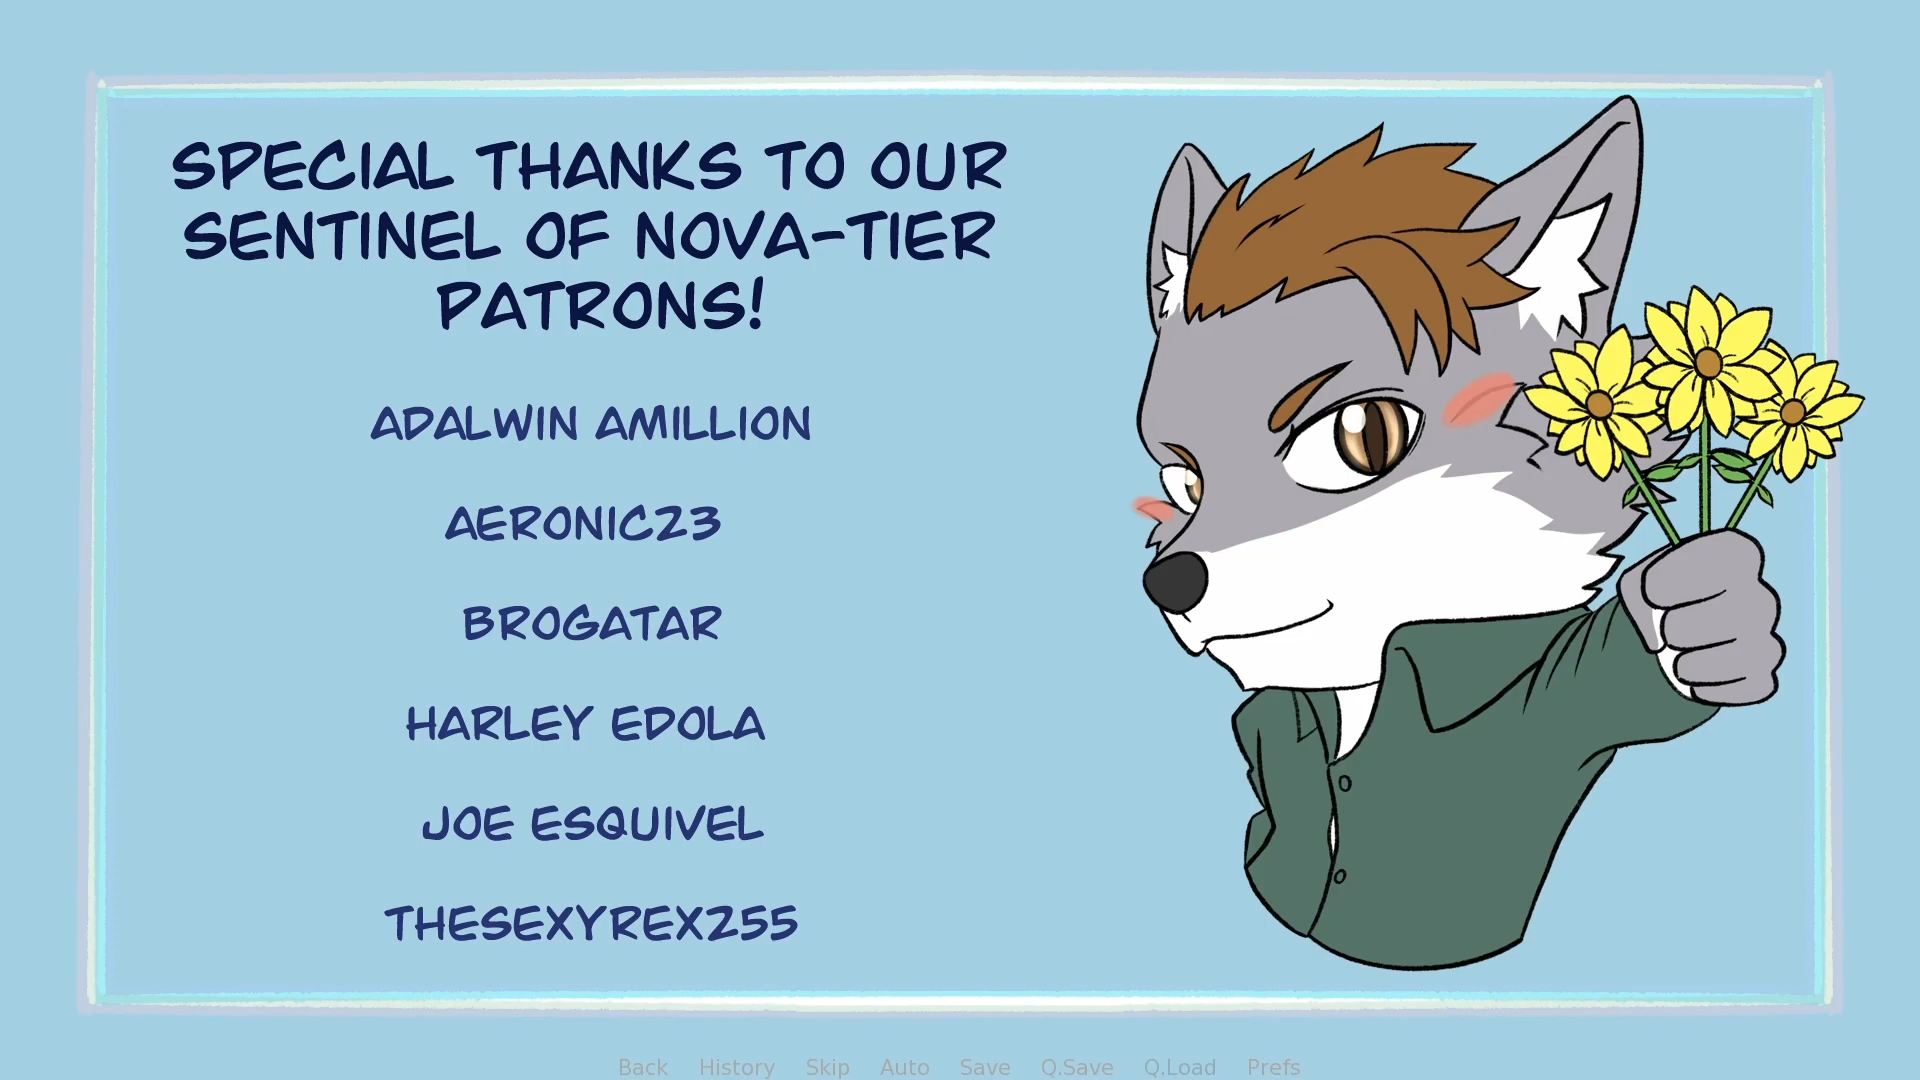 SPECIAL THANKS TO OUR
SENTINEL OF NOVA-TIER
PATRONS!
ADALWIN AMILLION
AERONIC23
BROGATAR
HARLEY EDOLA
JOE ESQUIVEL
THESEXYREX255
Back History Skip Auto Save Q.Save Q.Load Prefs